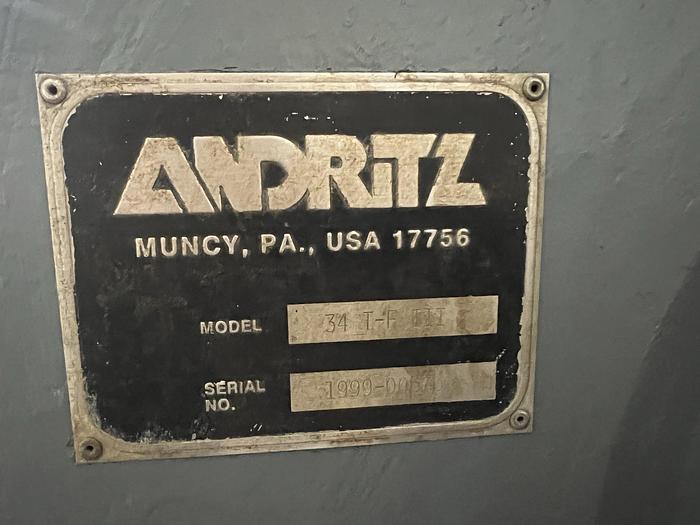 ANDRITZ
MUNCY, PA., USA 17756
MODEL 34 T-F III
SERIAL
NO.